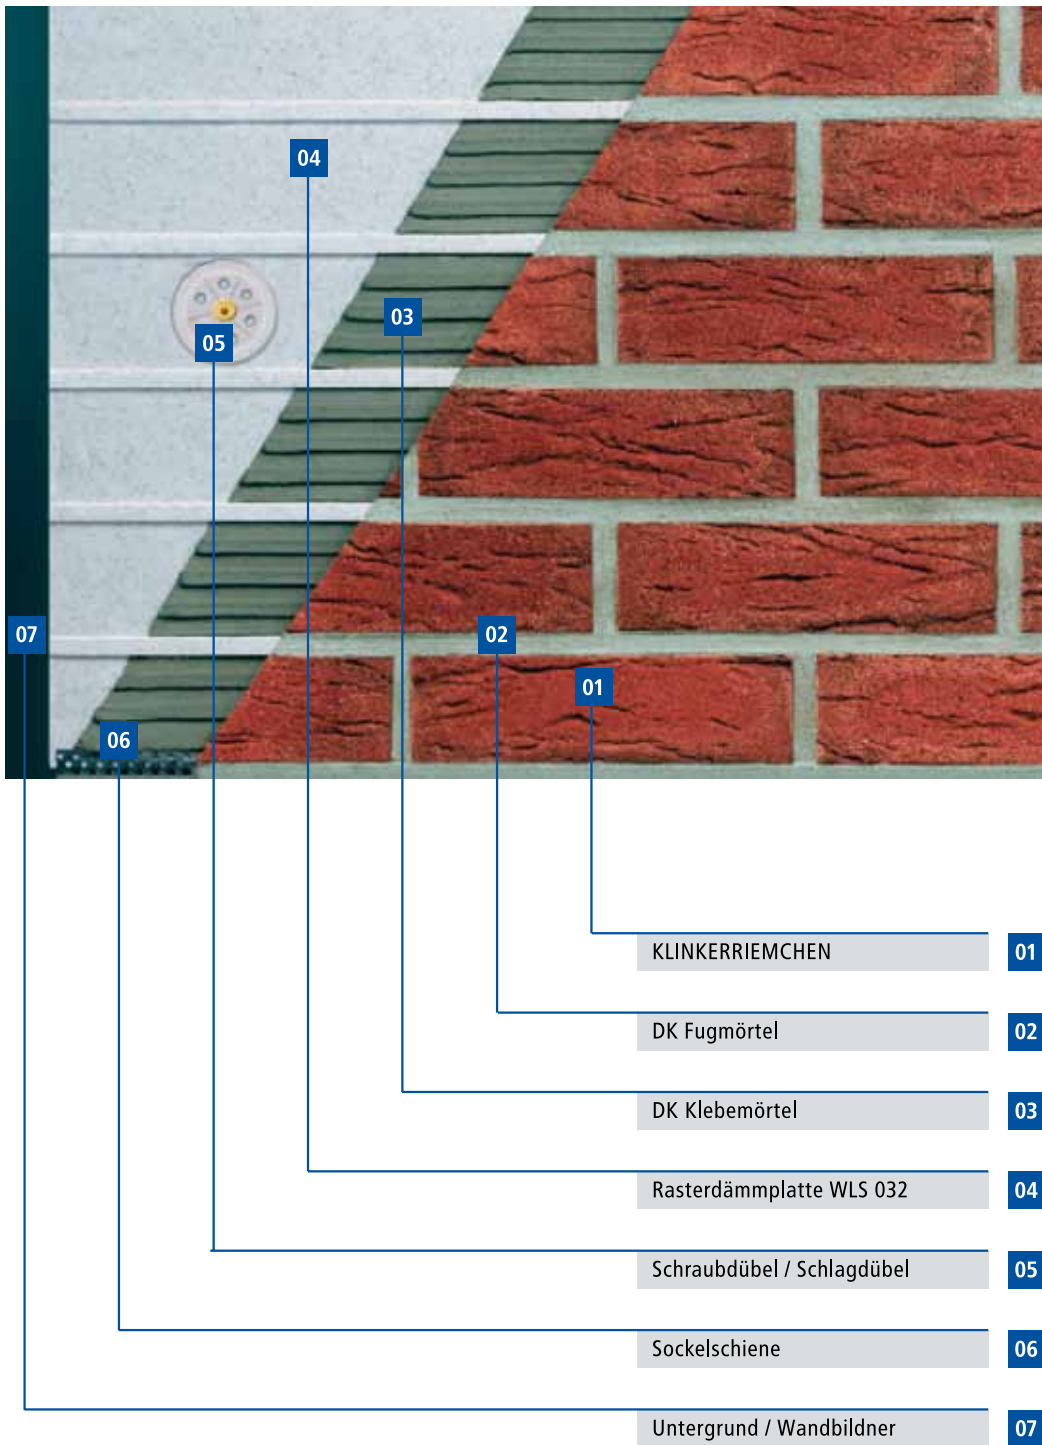 04
03
05
07
02
01
06
KLINKERRIEMCHEN 01
DK Fugmörtel 02
DK Klebemörtel 03
Rasterdämmplatte WLS 032 04
Schraubdübel / Schlagdübel 05
Sockelschiene 06
Untergrund / Wandbildner 07